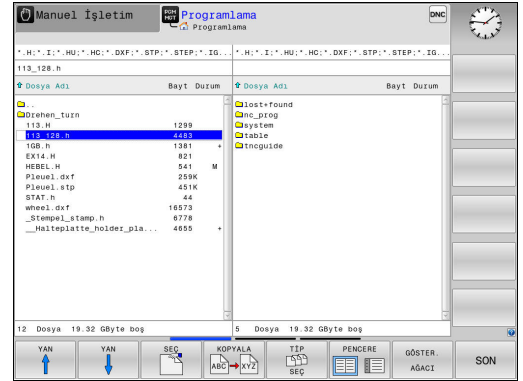 Manuel İşletim
PGM
MGT
Programlama
Programlama
DNC
*.H;*.I;*.HU;*.HC;*.DXF;*.STP;*.STEP;*.IG...
*.H;*.I;*.HU;*.HC;*.DXF;*.STP;*.STEP;*.IG...
113_128.h
Dosya Adı Bayt Durum
Dosya Adı Bayt Durum
..
Drehen_turn
113.H 1299
113_128.h 4483
1GB.h 1381 +
EX14.H 821
HEBEL.H 541 M
Pleuel.dxf 259K
Pleuel.stp 451K
STAT.h 44
wheel.dxf 16573
_Stempel_stamp.h 6778
__Halteplatte_holder_pla... 4655 +
lost+found
nc_prog
system
table
tncguide
12 Dosya 19.32 GByte boş
5 Dosya 19.32 GByte boş
YAN
YAN
SEÇ
KOPYALA
ABC XYZ
TİP
SEÇ
PENCERE
GÖSTER.
AĞACI
SON